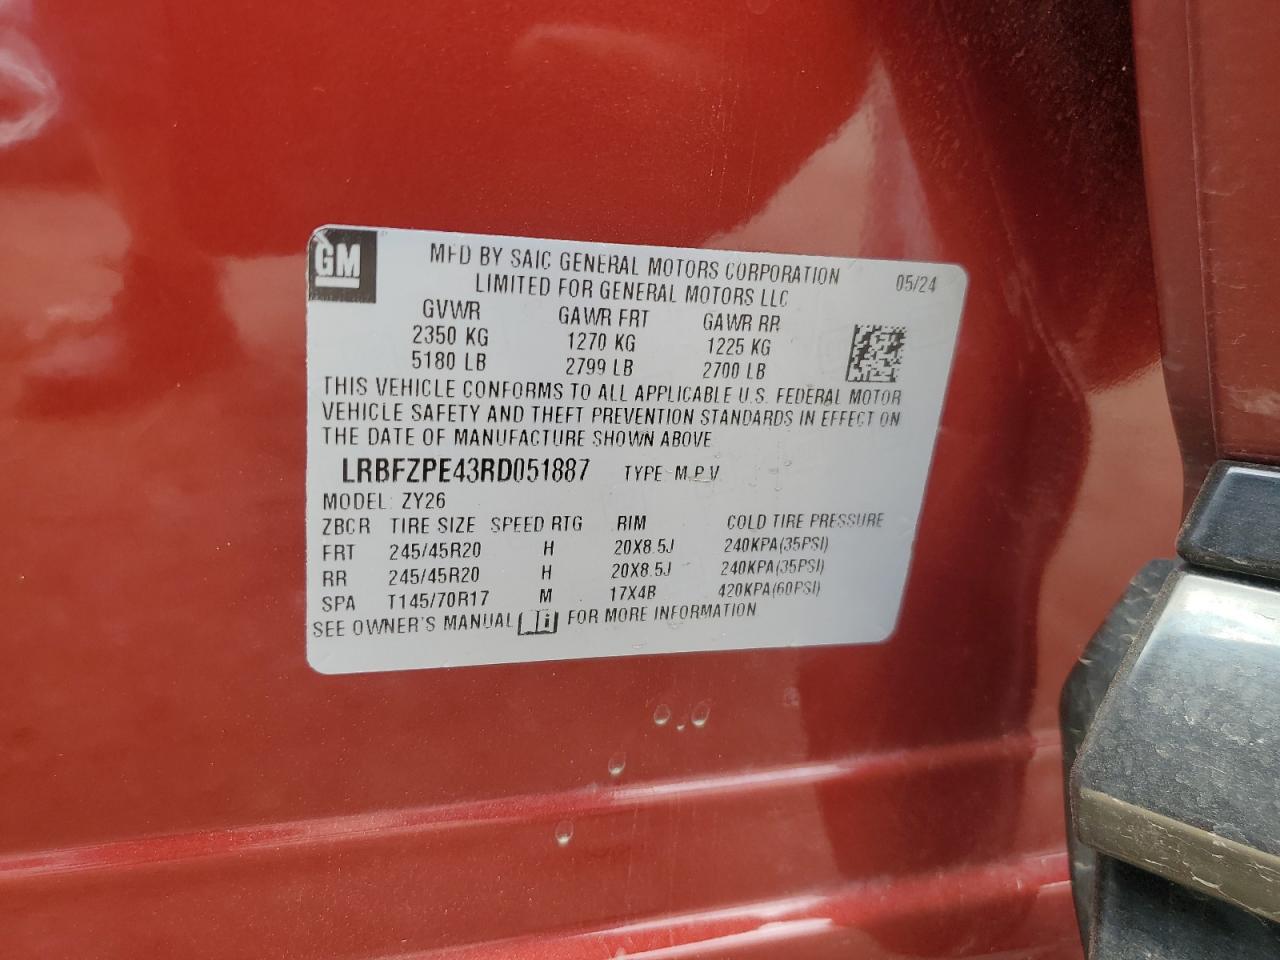 GM
MFD BY SAIC GENERAL MOTORS CORPORATION 05/24
LIMITED FOR GENERAL MOTORS LLC
GVWR GAWR FRT GAWR RR
2350 KG 1270 KG 1225 KG
5180 LB 2799 LB 2700 LB
THIS VEHICLE CONFORMS TO ALL APPLICABLE U.S. FEDERAL MOTOR
VEHICLE SAFETY AND THEFT PREVENTION STANDARDS IN EFFECT ON
THE DATE OF MANUFACTURE SHOWN ABOVE
LRBFZPE43RD051887 TYPE M.P.V
MODEL: ZY26
ZBCR TIRE SIZE SPEED RTG RIM COLD TIRE PRESSURE
FRT 245/45R20 H 20X8.5J 240KPA(35PSI)
RR 245/45R20 H 20X8.5J 240KPA(35PSI)
SPA T145/70R17 M 17X4B 420KPA(60PSI)
SEE OWNER'S MANUAL i FOR MORE INFORMATION